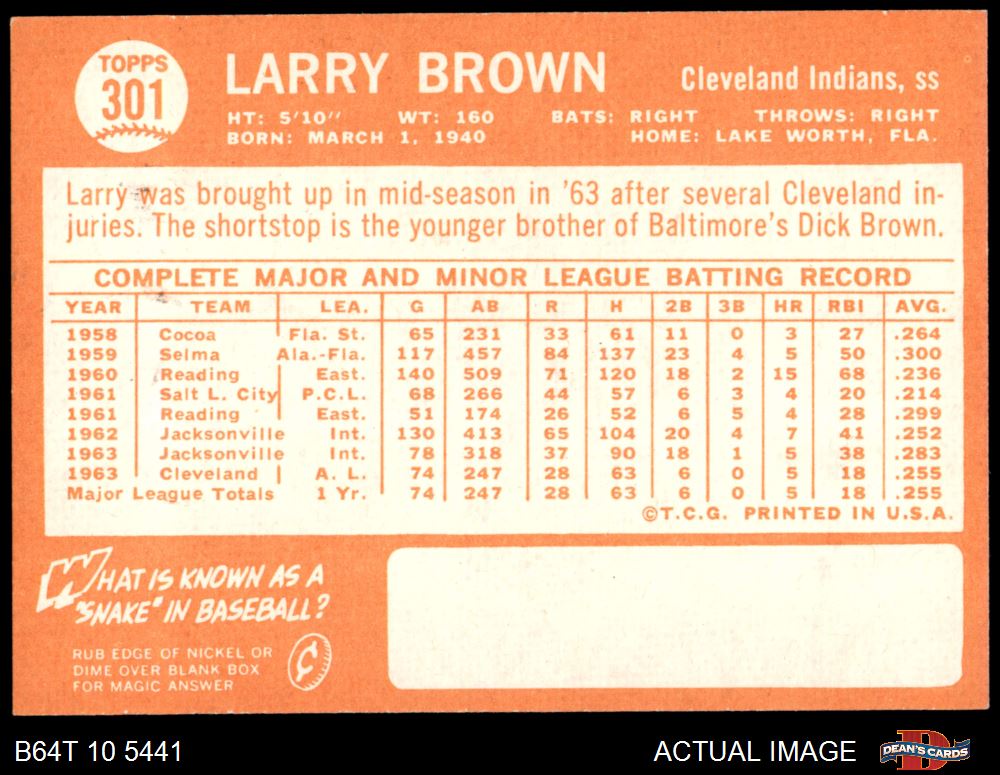 TOPPS
301
LARRY BROWN
Cleveland Indians, ss
HT: 5'10" WT: 160 BATS: RIGHT THROWS: RIGHT
BORN: MARCH 1, 1940 HOME: LAKE WORTH, FLA.
Larry was brought up in mid-season in '63 after several Cleveland in-
juries. The shortstop is the younger brother of Baltimore's Dick Brown.
COMPLETE MAJOR AND MINOR LEAGUE BATTING RECORD
YEAR TEAM LEA. G AB R H 2B 3B HR RBI AVG.
1958 Cocoa Fla. St. 65 231 33 61 11 0 3 27 .264
1959 Selma Ala.-Fla. 117 457 84 137 23 4 5 50 .300
1960 Reading East. 140 509 71 120 18 2 15 68 .236
1961 Salt L. City P.C.L. 68 266 44 57 6 3 4 20 .214
1961 Reading East. 51 174 26 52 6 5 4 28 .299
1962 Jacksonville Int. 130 413 65 104 20 4 7 41 .252
1963 Jacksonville Int. 78 318 37 90 18 1 5 38 .283
1963 Cleveland A. L. 74 247 28 63 6 0 5 18 .255
Major League Totals 1 Yr. 74 247 28 63 6 0 5 18 .255
©T.C.G. PRINTED IN U.S.A.
WHAT IS KNOWN AS A
"SNAKE" IN BASEBALL?
RUB EDGE OF NICKEL OR
DIME OVER BLANK BOX
FOR MAGIC ANSWER
¢
B64T 10 5441
ACTUAL IMAGE
D
DEAN'S CARDS